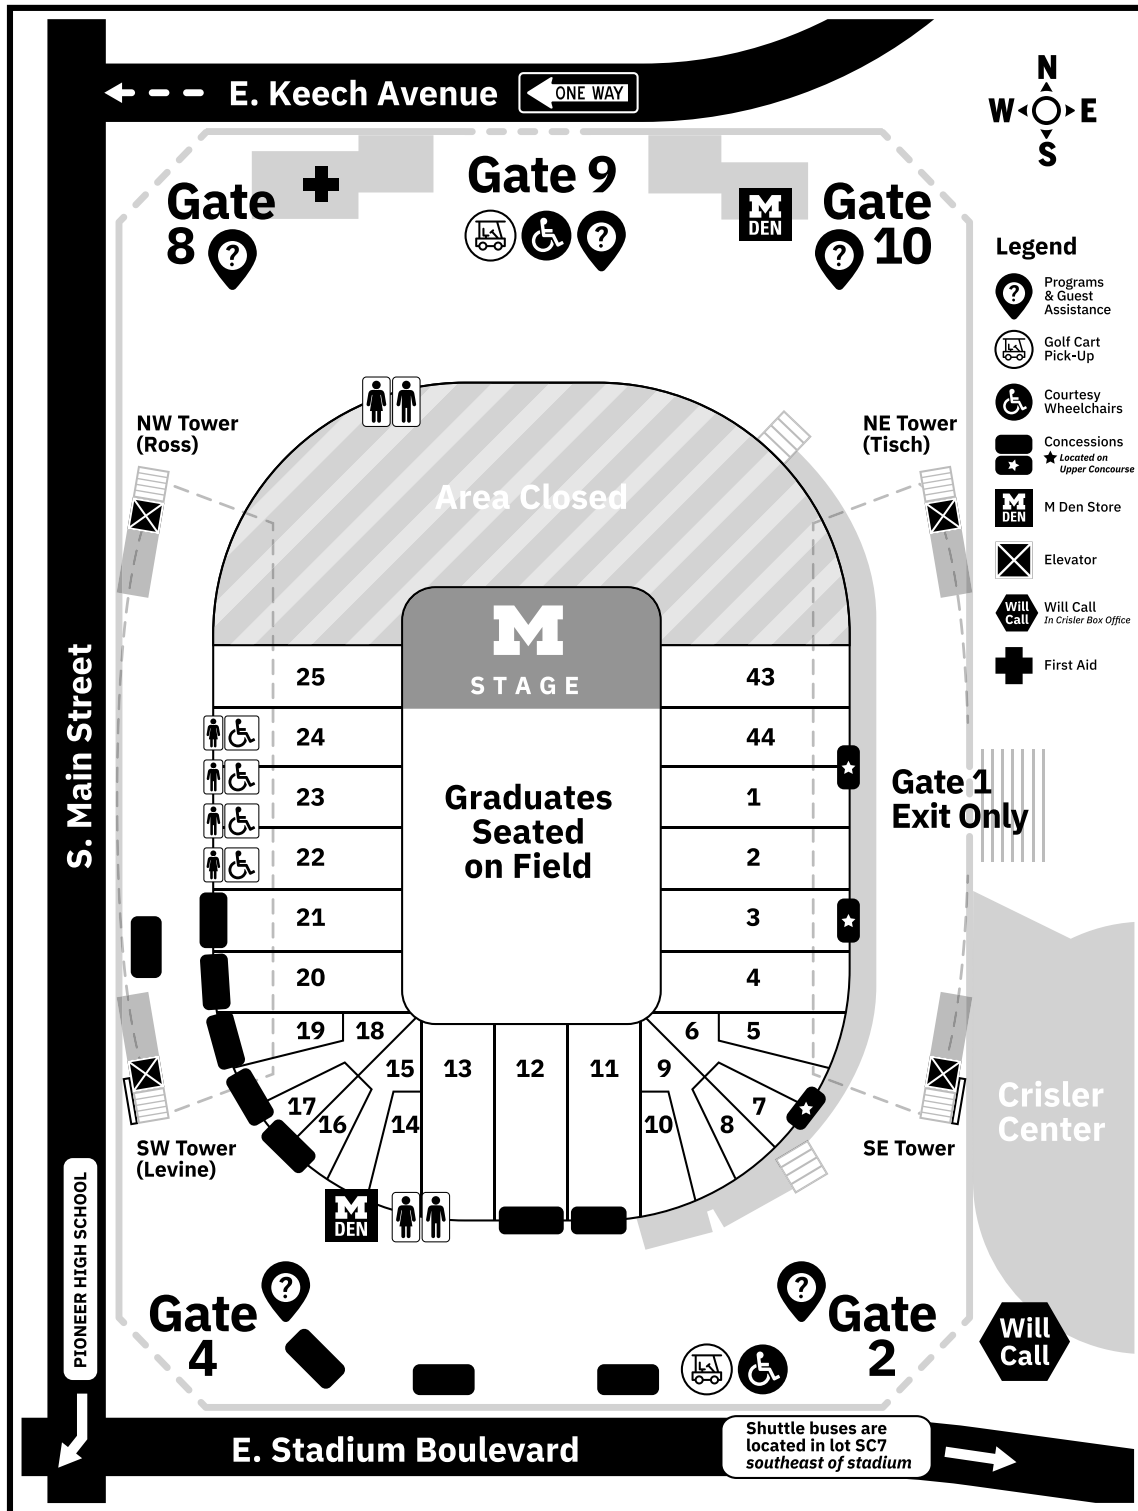 E. Keech Avenue
ONE WAY
N
W
E
S
Gate 9
Gate
8
?
?
M
DEN
Gate
10
?
Legend
?
Programs
& Guest
Assistance
Golf Cart
Pick-Up
Courtesy
Wheelchairs
Concessions
Located on
Upper Concourse
M
DEN
M Den Store
Elevator
Will
Call
Will Call
In Crisler Box Office
First Aid
NW Tower
(Ross)
NE Tower
(Tisch)
Area Closed
M
STAGE
25
43
24
44
23
1
22
2
21
3
20
4
19
18
6
5
15
13
12
11
9
17
16
14
10
8
7
Graduates
Seated
on Field
Gate 1
Exit Only
S. Main Street
SW Tower
(Levine)
SE Tower
Crisler
Center
M
DEN
PIONEER HIGH SCHOOL
?
Gate
4
?
Gate
2
Will
Call
E. Stadium Boulevard
Shuttle buses are
located in lot SC7
southeast of stadium